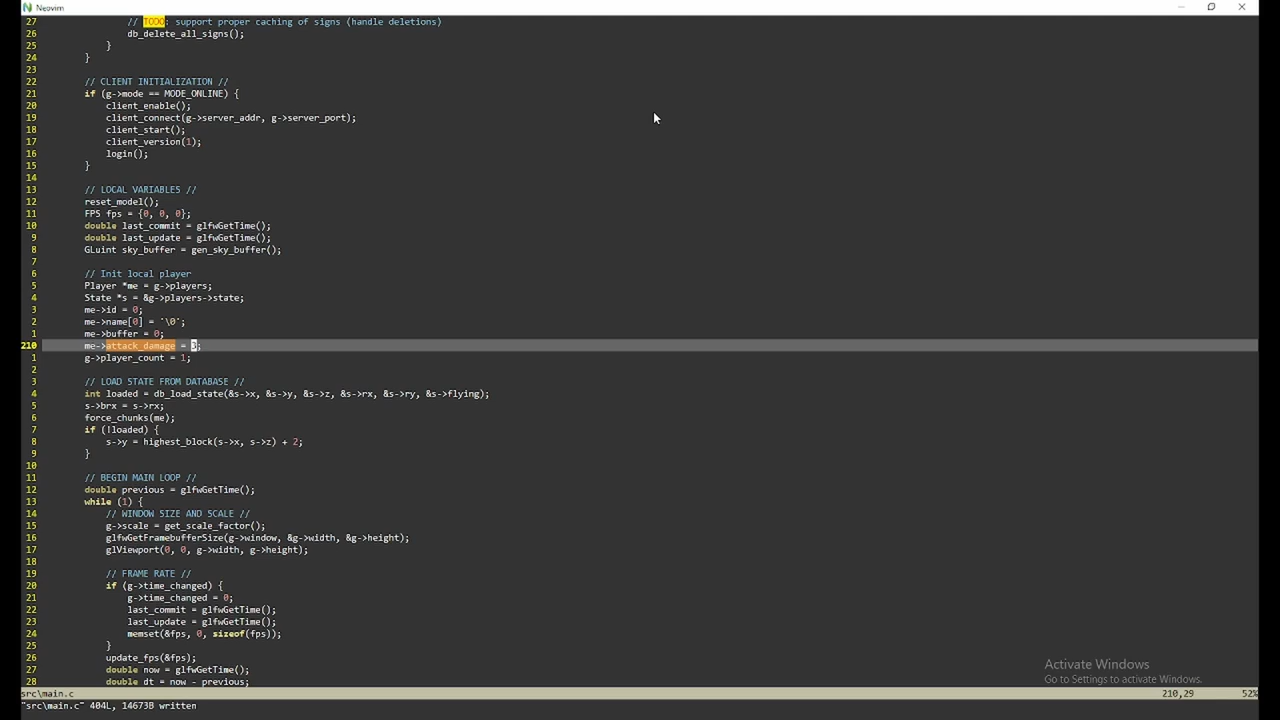 Neovim
27 // TODO: support proper caching of signs (handle deletions)
26 db_delete_all_signs();
25 }
24 }
23
22 // CLIENT INITIALIZATION //
21 if (g->mode == MODE_ONLINE) {
20 client_enable();
19 client_connect(g->server_addr, g->server_port);
18 client_start();
17 client_version(1);
16 login();
15 }
14
13 // LOCAL VARIABLES //
12 reset_model();
11 FPS fps = {0, 0, 0};
10 double last_commit = glfwGetTime();
9 double last_update = glfwGetTime();
8 GLuint sky_buffer = gen_sky_buffer();
7
6 // Init local player
5 Player *me = g->players;
4 State *s = &g->players->state;
3 me->id = 0;
2 me->name[0] = '\0';
1 me->buffer = 0;
210 me->attack_damage = 3;
1 g->player_count = 1;
2
3 // LOAD STATE FROM DATABASE //
4 int loaded = db_load_state(&s->x, &s->y, &s->z, &s->rx, &s->ry, &s->flying);
5 s->brx = s->rx;
6 force_chunks(me);
7 if (!loaded) {
8 s->y = highest_block(s->x, s->z) + 2;
9 }
10
11 // BEGIN MAIN LOOP //
12 double previous = glfwGetTime();
13 while (1) {
14 // WINDOW SIZE AND SCALE //
15 g->scale = get_scale_factor();
16 glfwGetFramebufferSize(g->window, &g->width, &g->height);
17 glViewport(0, 0, g->width, g->height);
18
19 // FRAME RATE //
20 if (g->time_changed) {
21 g->time_changed = 0;
22 last_commit = glfwGetTime();
23 last_update = glfwGetTime();
24 memset(&fps, 0, sizeof(fps));
25 }
26 update_fps(&fps);
27 double now = glfwGetTime();
28 double dt = now - previous;
Activate Windows
Go to Settings to activate Windows.
src\main.c 210,29 52%
"src\main.c" 404L, 14673B written